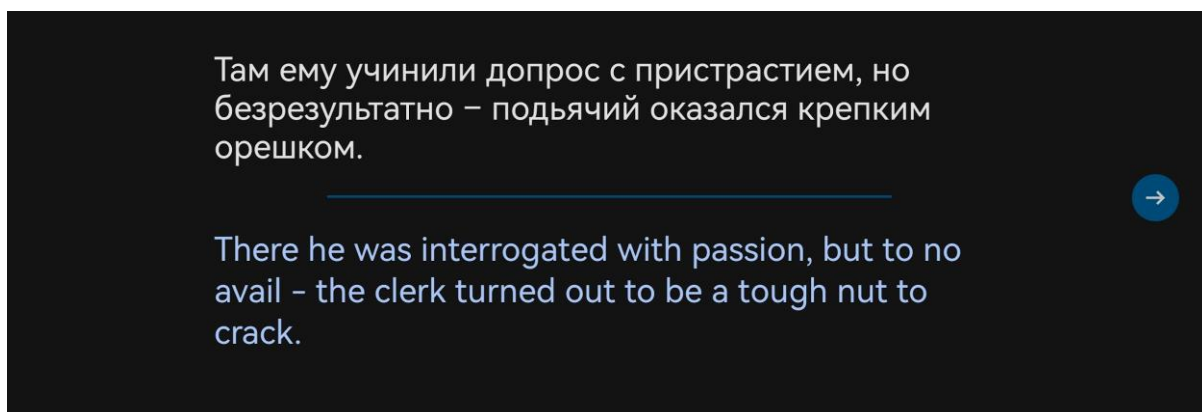 Там ему учинили допрос с пристрастием, но
безрезультатно – подьячий оказался крепким
орешком.
There he was interrogated with passion, but to no
avail – the clerk turned out to be a tough nut to
crack.